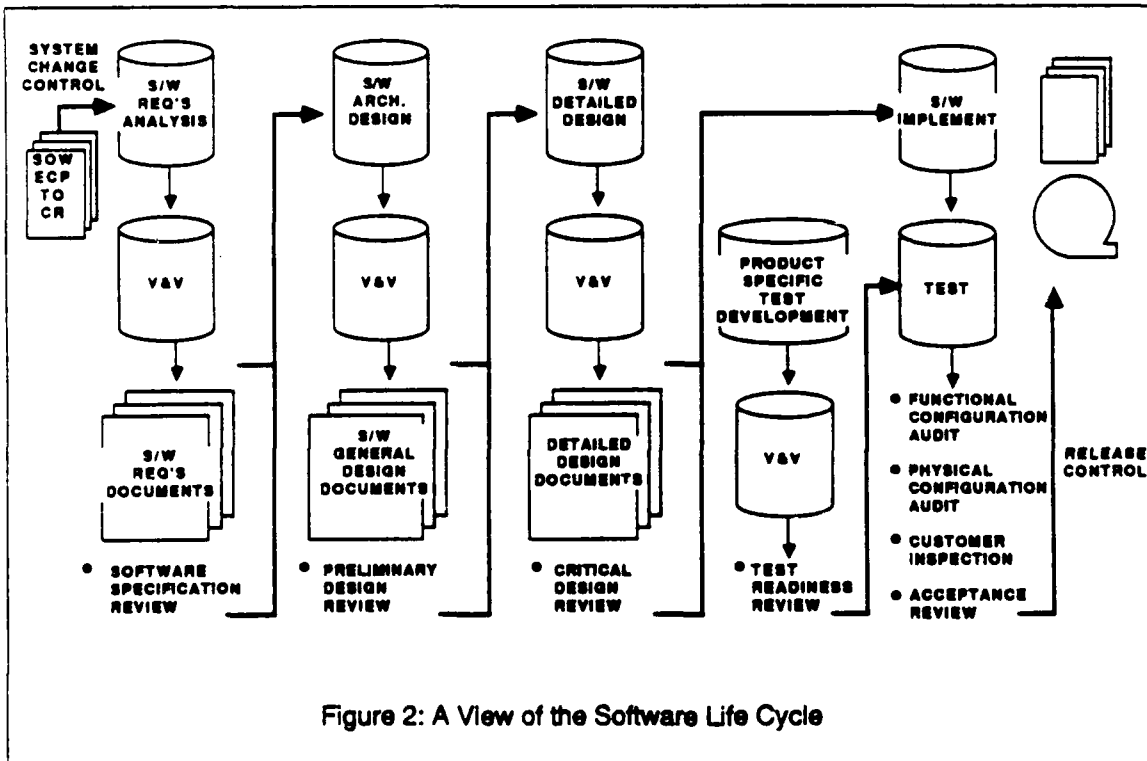 SYSTEM
CHANGE
CONTROL
SOW
ECP
TO
CR
S/W
REQ'S
ANALYSIS
V&V
S/W
REQ'S
DOCUMENTS
● SOFTWARE
SPECIFICATION
REVIEW
S/W
ARCH.
DESIGN
V&V
S/W
GENERAL
DESIGN
DOCUMENTS
● PRELIMINARY
DESIGN
REVIEW
S/W
DETAILED
DESIGN
V&V
DETAILED
DESIGN
DOCUMENTS
● CRITICAL
DESIGN
REVIEW
PRODUCT
SPECIFIC
TEST
DEVELOPMENT
V&V
● TEST
READINESS
REVIEW
S/W
IMPLEMENT
TEST
● FUNCTIONAL
CONFIGURATION
AUDIT
● PHYSICAL
CONFIGURATION
AUDIT
● CUSTOMER
INSPECTION
● ACCEPTANCE
REVIEW
RELEASE
CONTROL
Figure 2: A View of the Software Life Cycle